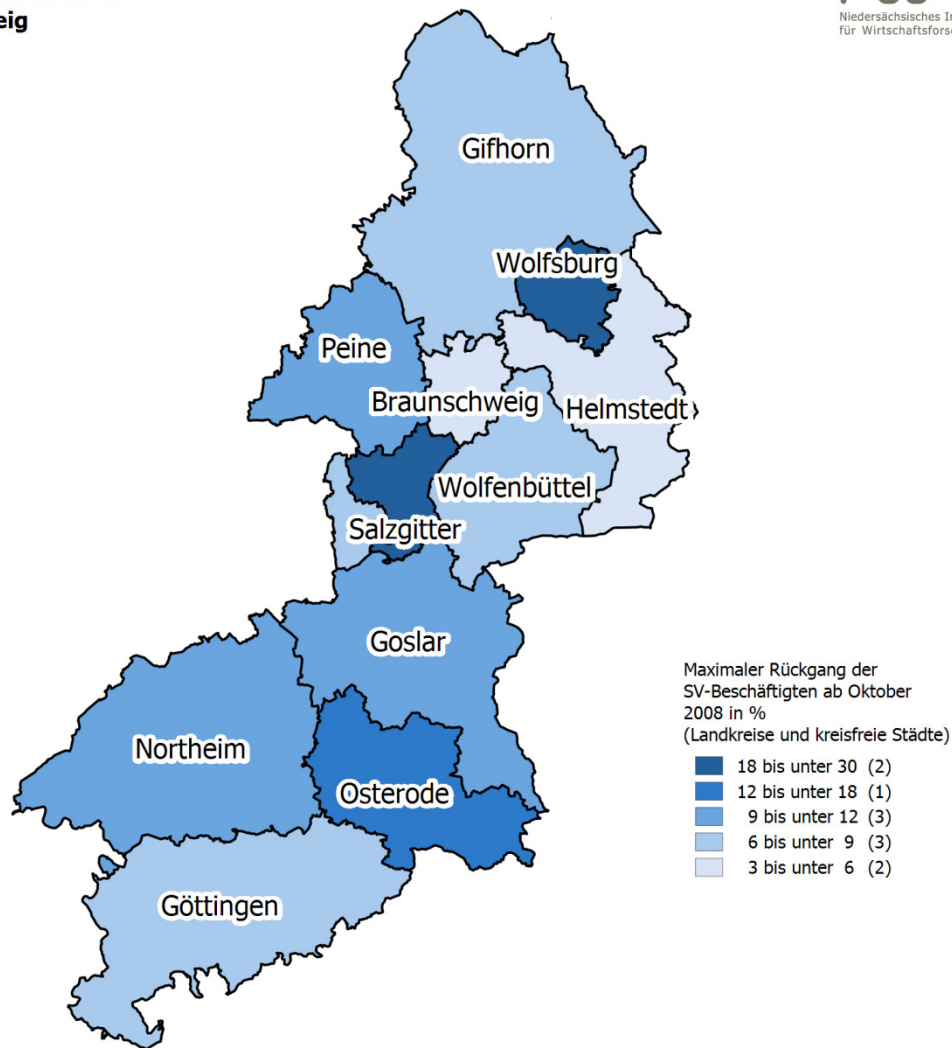 eig
Niedersächsisches In
für Wirtschaftsfors
Gifhorn
Wolfsburg
Peine
Braunschweig
Helmstedt
Wolfenbüttel
Salzgitter
Goslar
Northeim
Osterode
Göttingen
Maximaler Rückgang der
SV-Beschäftigten ab Oktober
2008 in %
(Landkreise und kreisfreie Städte)
18 bis unter 30 (2)
12 bis unter 18 (1)
9 bis unter 12 (3)
6 bis unter 9 (3)
3 bis unter 6 (2)